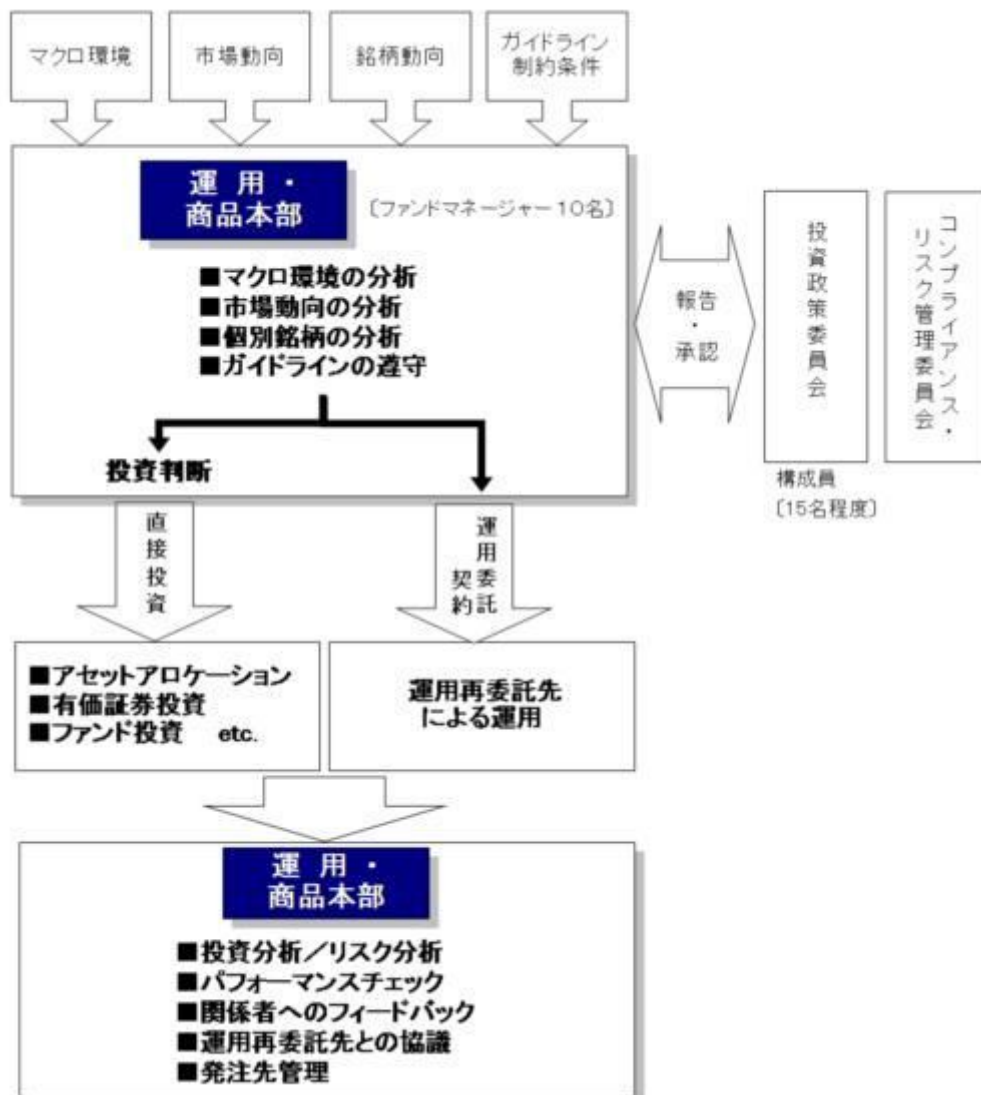 マクロ環境
市場動向
銘柄動向
ガイドライン
制約条件
運 用 ・
商品本部
〔ファンドマネージャー10名〕
■マクロ環境の分析
■市場動向の分析
■個別銘柄の分析
■ガイドラインの遵守
投資判断
報告
・
承認
投資政策委員会
コンプライアンス・
リスク管理委員会
構成員
〔15名程度〕
直接投資
運用委託
契約
■アセットアロケーション
■有価証券投資
■ファンド投資 etc.
運用再委託先
による運用
運 用 ・
商品本部
■投資分析／リスク分析
■パフォーマンスチェック
■関係者へのフィードバック
■運用再委託先との協議
■発注先管理